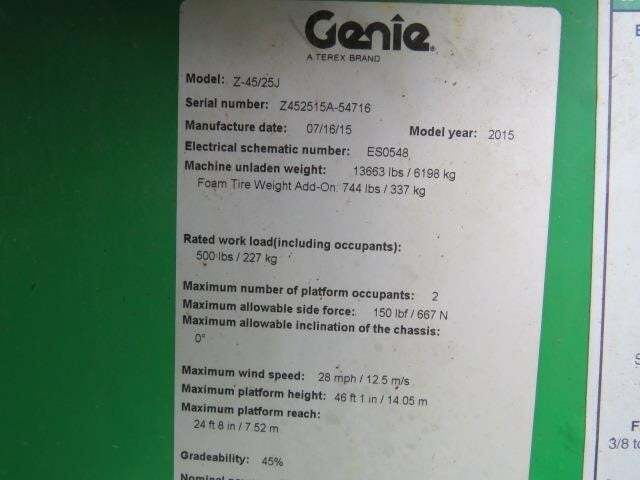 Genie
A TEREX BRAND
Model: Z-45/25J
Serial number: Z452515A-54716
Manufacture date: 07/16/15 Model year: 2015
Electrical schematic number: ES0548
Machine unladen weight: 13663 lbs / 6198 kg
Foam Tire Weight Add-On: 744 lbs / 337 kg
Rated work load(including occupants):
500 lbs / 227 kg
Maximum number of platform occupants: 2
Maximum allowable side force: 150 lbf / 667 N
Maximum allowable inclination of the chassis:
0°
Maximum wind speed: 28 mph / 12.5 m/s
Maximum platform height: 46 ft 1 in / 14.05 m
Maximum platform reach:
24 ft 8 in / 7.52 m
Gradeability: 45%
3/8 to